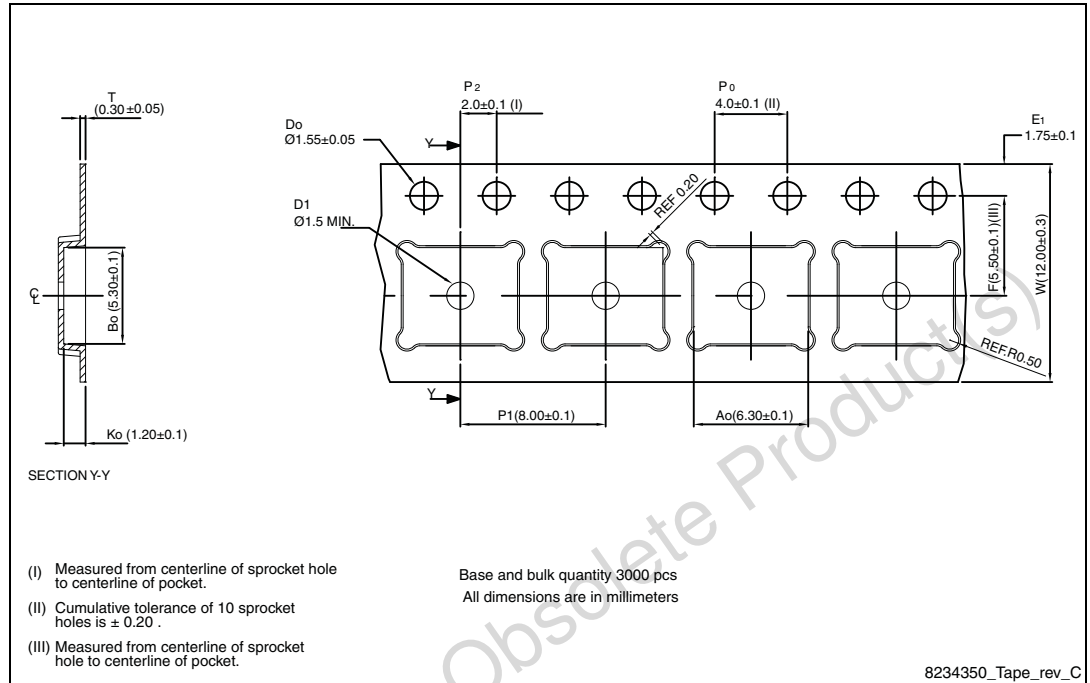 T
(0.30 ±0.05)
P2
2.0±0.1 (I)
P0
4.0±0.1 (II)
Do
Ø1.55±0.05
Y
E1
1.75±0.1
D1
Ø1.5 MIN.
REF 0.20
F(5.50±0.1)(III)
W(12.00±0.3)
Bo (5.30±0.1)
℄
REF.R0.50
Y
P1(8.00±0.1)
Ao(6.30±0.1)
Ko (1.20±0.1)
SECTION Y-Y
Obsolete Product(s)
(I) Measured from centerline of sprocket hole
to centerline of pocket.
(II) Cumulative tolerance of 10 sprocket
holes is ± 0.20 .
(III) Measured from centerline of sprocket
hole to centerline of pocket.
Base and bulk quantity 3000 pcs
All dimensions are in millimeters
8234350_Tape_rev_C